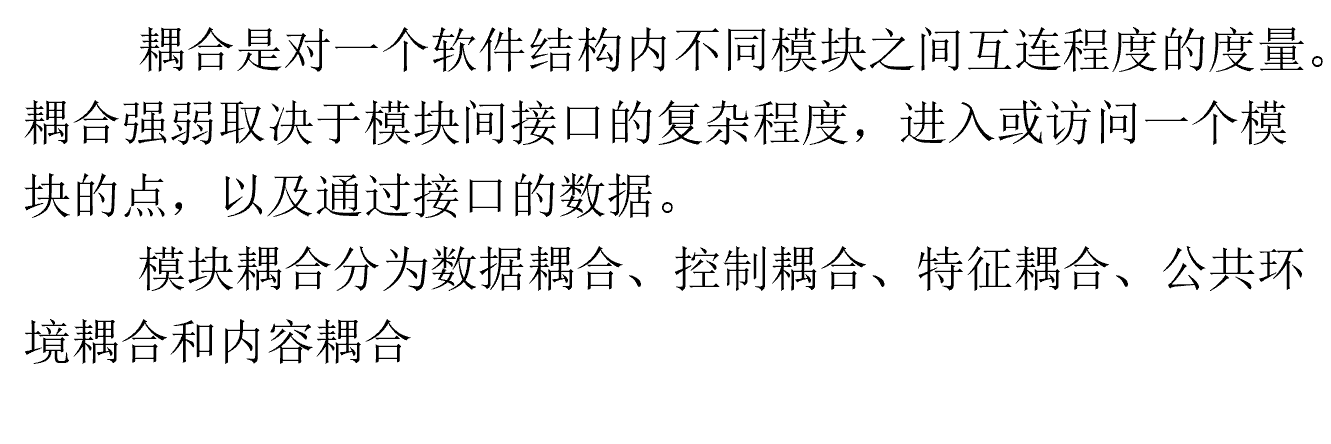 耦合是对一个软件结构内不同模块之间互连程度的度量。
耦合强弱取决于模块间接口的复杂程度，进入或访问一个模
块的点，以及通过接口的数据。
模块耦合分为数据耦合、控制耦合、特征耦合、公共环
境耦合和内容耦合